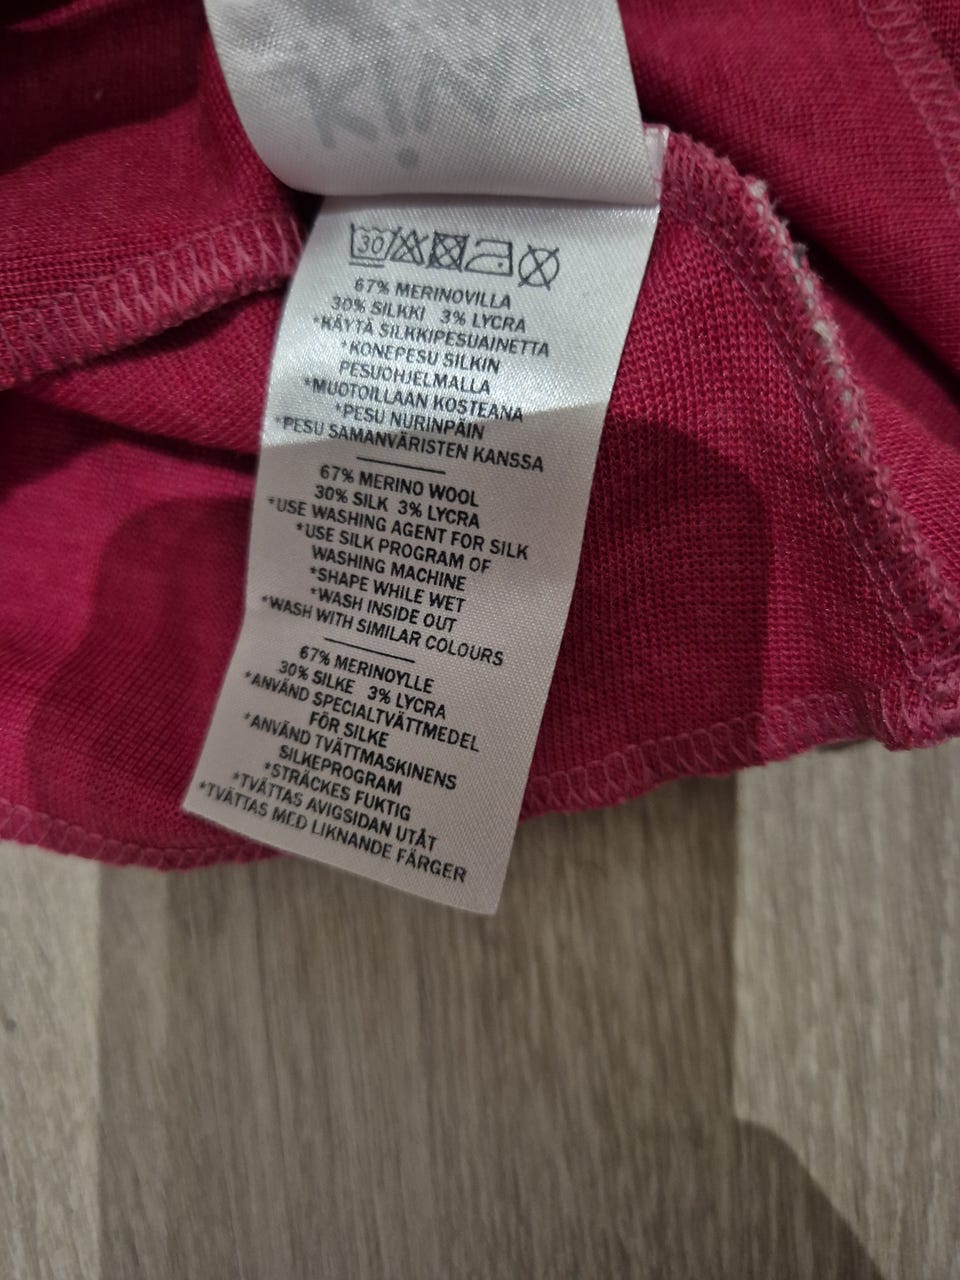 30
67% MERINOVILLA
30% SILKKI 3% LYCRA
*KÄYTÄ SILKKIPESUAINETTA
*KONEPESU SILKIN
PESUOHJELMALLA
*MUOTOILLAAN KOSTEANA
*PESU NURINPÄIN
*PESU SAMANVÄRISTEN KANSSA
67% MERINO WOOL
30% SILK 3% LYCRA
*USE WASHING AGENT FOR SILK
*USE SILK PROGRAM OF
WASHING MACHINE
*SHAPE WHILE WET
*WASH INSIDE OUT
*WASH WITH SIMILAR COLOURS
67% MERINOYLLE
30% SILKE 3% LYCRA
*ANVÄND SPECIALTVÄTTMEDEL
FÖR SILKE
*ANVÄND TVÄTTMASKINENS
SILKEPROGRAM
*STRÄCKES FUKTIG
*TVÄTTAS AVIGSIDAN UTÅT
*TVÄTTAS MED LIKNANDE FÄRGER